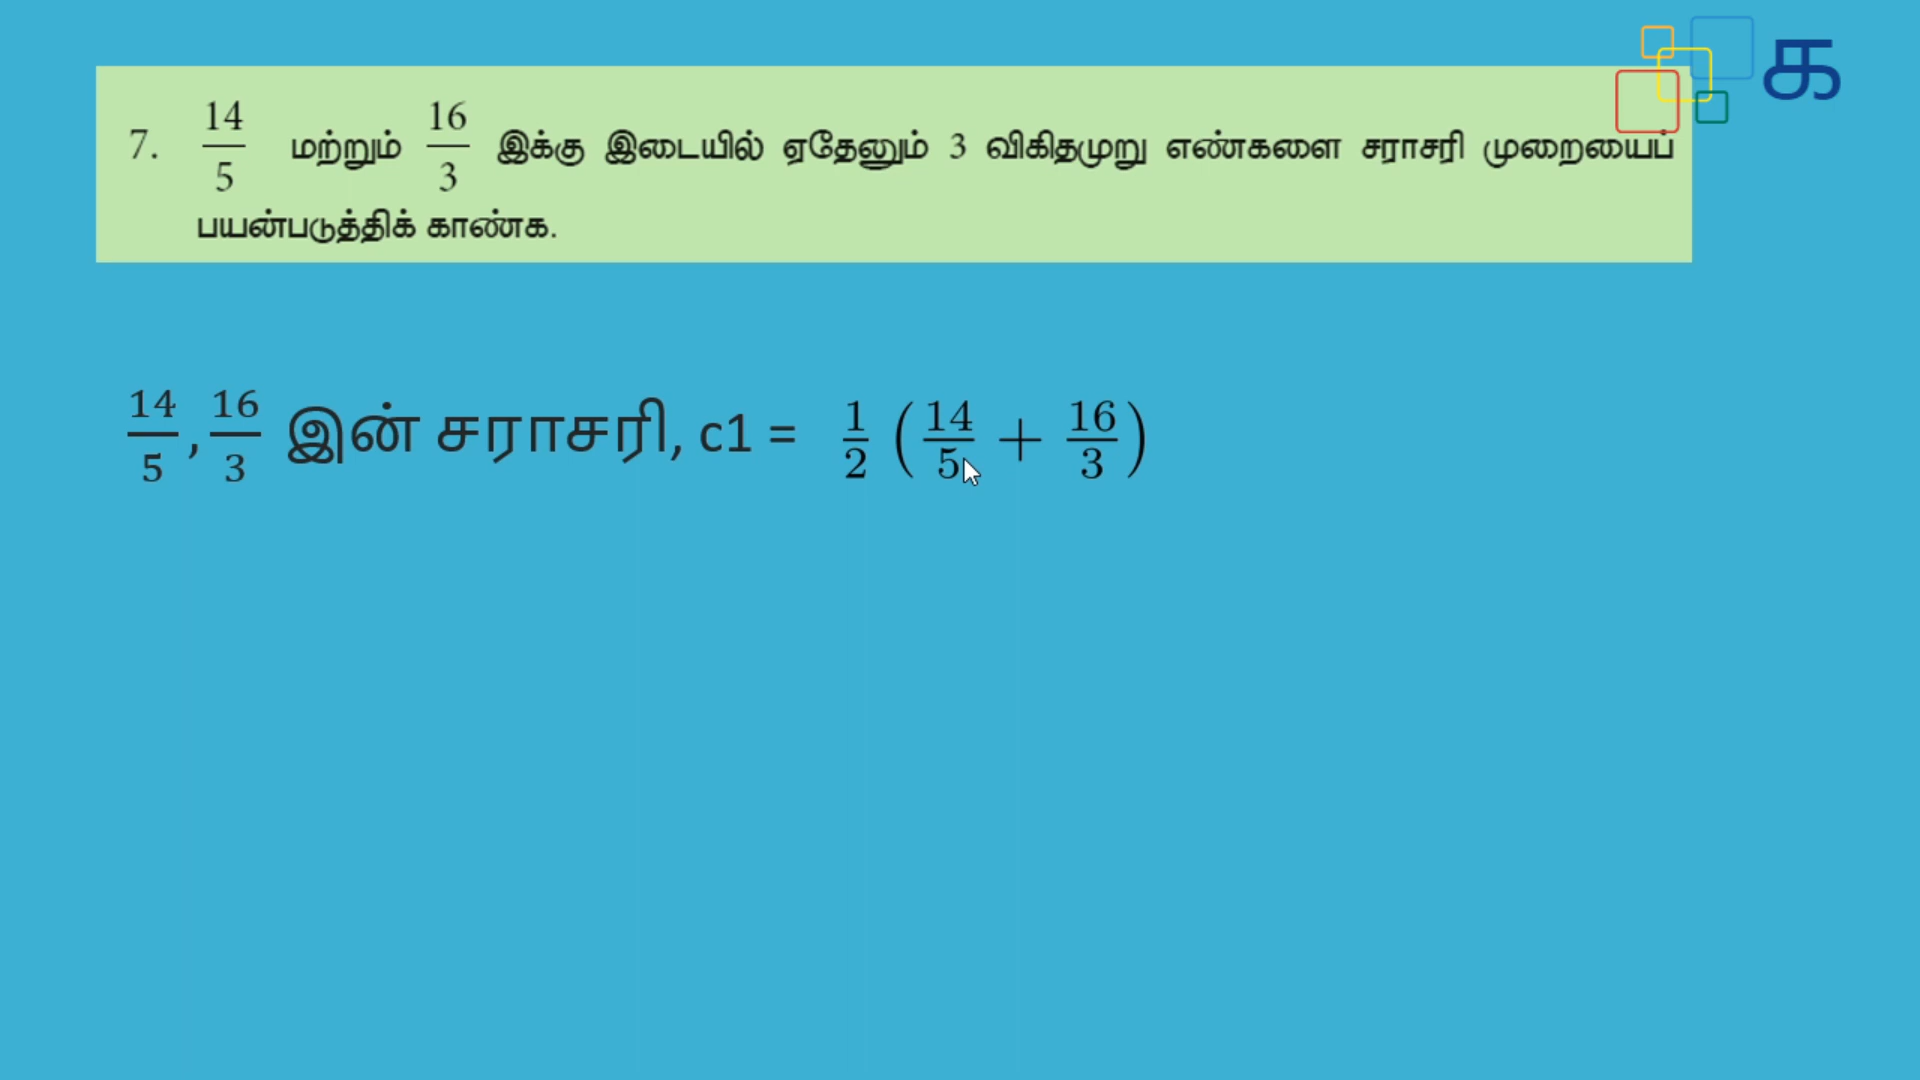 க
7. 14/5 மற்றும் 16/3 இக்கு இடையில் ஏதேனும் 3 விகிதமுறு எண்களை சராசரி முறையைப்
பயன்படுத்திக் காண்க.
14/5, 16/3 இன் சராசரி, c1 = 1/2 (14/5 + 16/3)